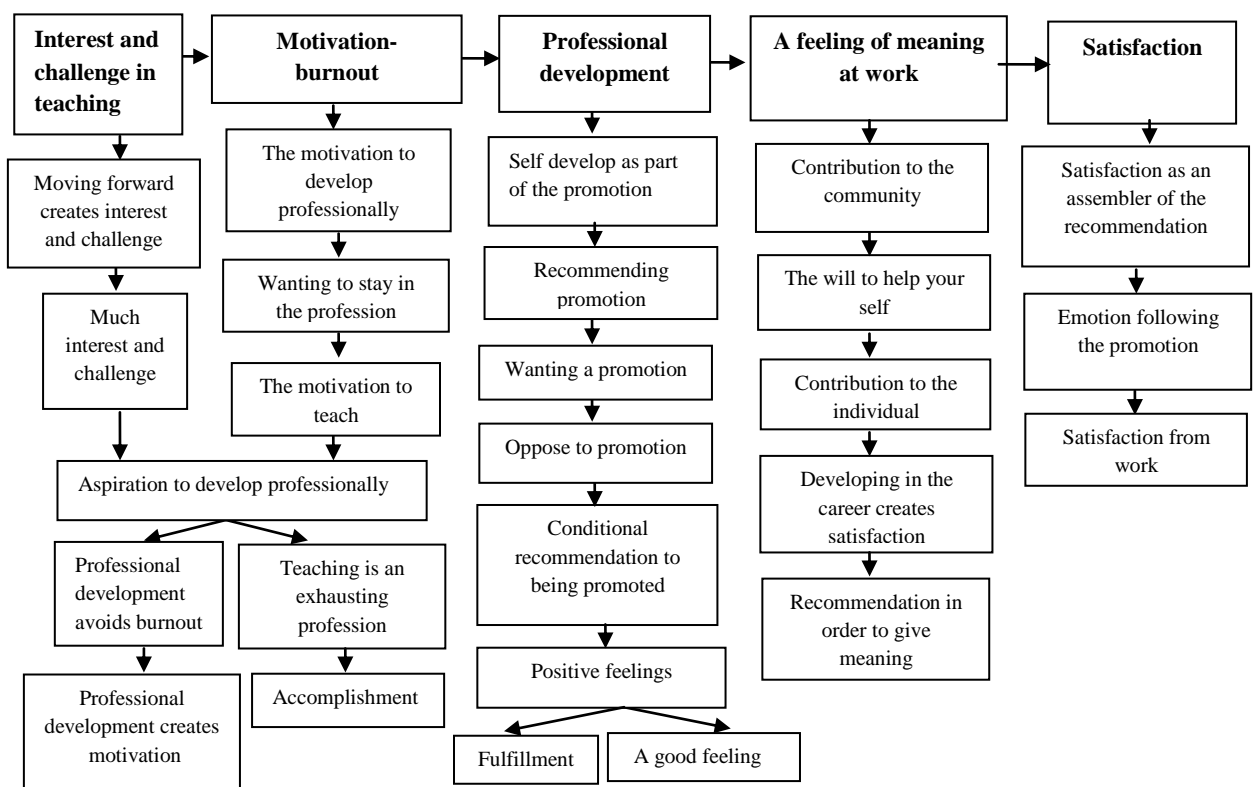 Interest and
challenge in
teaching
Motivation-
burnout
Professional
development
A feeling of meaning
at work
Satisfaction
Moving forward
creates interest
and challenge
Much
interest and
challenge
The motivation to
develop
professionally
Wanting to stay in
the profession
The motivation to
teach
Aspiration to develop professionally
Professional
development
avoids burnout
Professional
development creates
motivation
Teaching is an
exhausting
profession
Accomplishment
Self develop as part
of the promotion
Recommending
promotion
Wanting a promotion
Oppose to promotion
Conditional
recommendation to
being promoted
Positive feelings
Fulfillment
A good feeling
Contribution to the
community
The will to help your
self
Contribution to the
individual
Developing in the
career creates
satisfaction
Recommendation in
order to give
meaning
Satisfaction as an
assembler of the
recommendation
Emotion following
the promotion
Satisfaction from
work